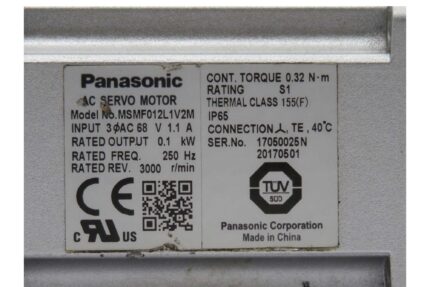 Panasonic
AC SERVO MOTOR
Model No.MSMF012L1V2M
INPUT 3ϕAC 68 V 1.1 A
RATED OUTPUT 0.1 kW
RATED FREQ. 250 Hz
RATED REV. 3000 r/min
CE
C UR US
CONT. TORQUE 0.32 N·m
RATING S1
THERMAL CLASS 155(F)
IP65
CONNECTION⅄, TE, 40℃
SER.No. 17050025N
20170501
TÜV
SÜD
Panasonic Corporation
Made in China